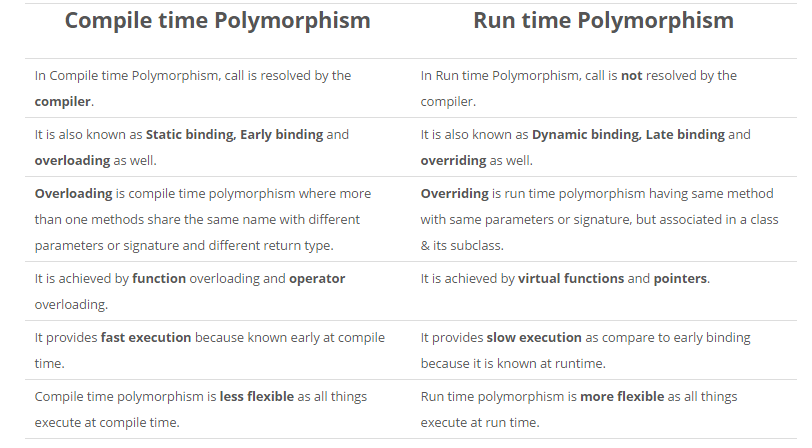 Compile time Polymorphism
Run time Polymorphism
In Compile time Polymorphism, call is resolved by the
compiler.
In Run time Polymorphism, call is not resolved by the
compiler.
It is also known as Static binding, Early binding and
overloading as well.
It is also known as Dynamic binding, Late binding and
overriding as well.
Overloading is compile time polymorphism where more
than one methods share the same name with different
parameters or signature and different return type.
Overriding is run time polymorphism having same method
with same parameters or signature, but associated in a class
& its subclass.
It is achieved by function overloading and operator
overloading.
It is achieved by virtual functions and pointers.
It provides fast execution because known early at compile
time.
It provides slow execution as compare to early binding
because it is known at runtime.
Compile time polymorphism is less flexible as all things
execute at compile time.
Run time polymorphism is more flexible as all things
execute at run time.